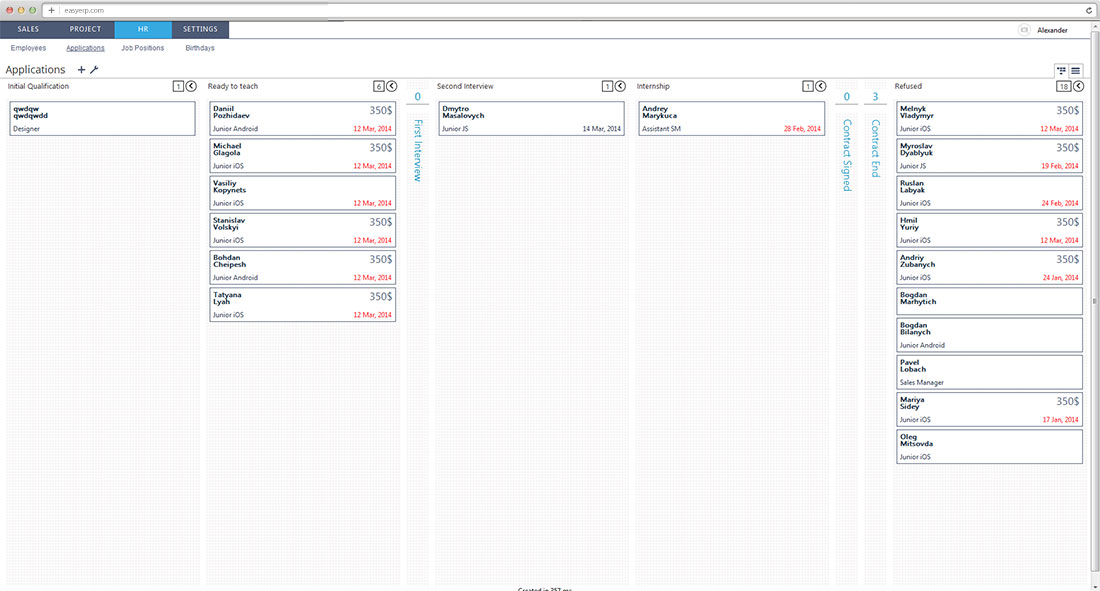 easyerp.com
SALES PROJECT HR SETTINGS
Alexander
Employees Applications Job Positions Birthdays
Applications
Initial Qualification 1
qwdqw
qwdqwdd
Designer
Ready to teach 6
Daniil
Pozhidaev 350$
Junior Android 12 Mar, 2014
Michael
Glagola 350$
Junior iOS 12 Mar, 2014
Vasiliy
Kopynets
Junior iOS 12 Mar, 2014
Stanislav
Volskyi 350$
Junior iOS 12 Mar, 2014
Bohdan
Cheipesh 350$
Junior Android 12 Mar, 2014
Tatyana
Lyah 350$
Junior iOS 12 Mar, 2014
0
First Interview
Second Interview 1
Dmytro
Masalovych
Junior JS 14 Mar, 2014
Internship 1
Andrey
Marykuca
Assistant SM 28 Feb, 2014
0
Contract Signed
3
Contract End
Refused 18
Melnyk
Vladymyr 350$
Junior iOS 12 Mar, 2014
Myroslav
Dyablyuk 350$
Junior JS 19 Feb, 2014
Ruslan
Labyak
Junior iOS 24 Feb, 2014
Hmil
Yuriy 350$
Junior iOS 12 Mar, 2014
Andriy
Zubanych 350$
Junior iOS 24 Jan, 2014
Bogdan
Marhytich
Bogdan
Bilanych
Junior Android
Pavel
Lobach
Sales Manager
Mariya
Sidey 350$
Junior iOS 17 Jan, 2014
Oleg
Mitsovda
Junior iOS
Created in 357 ms